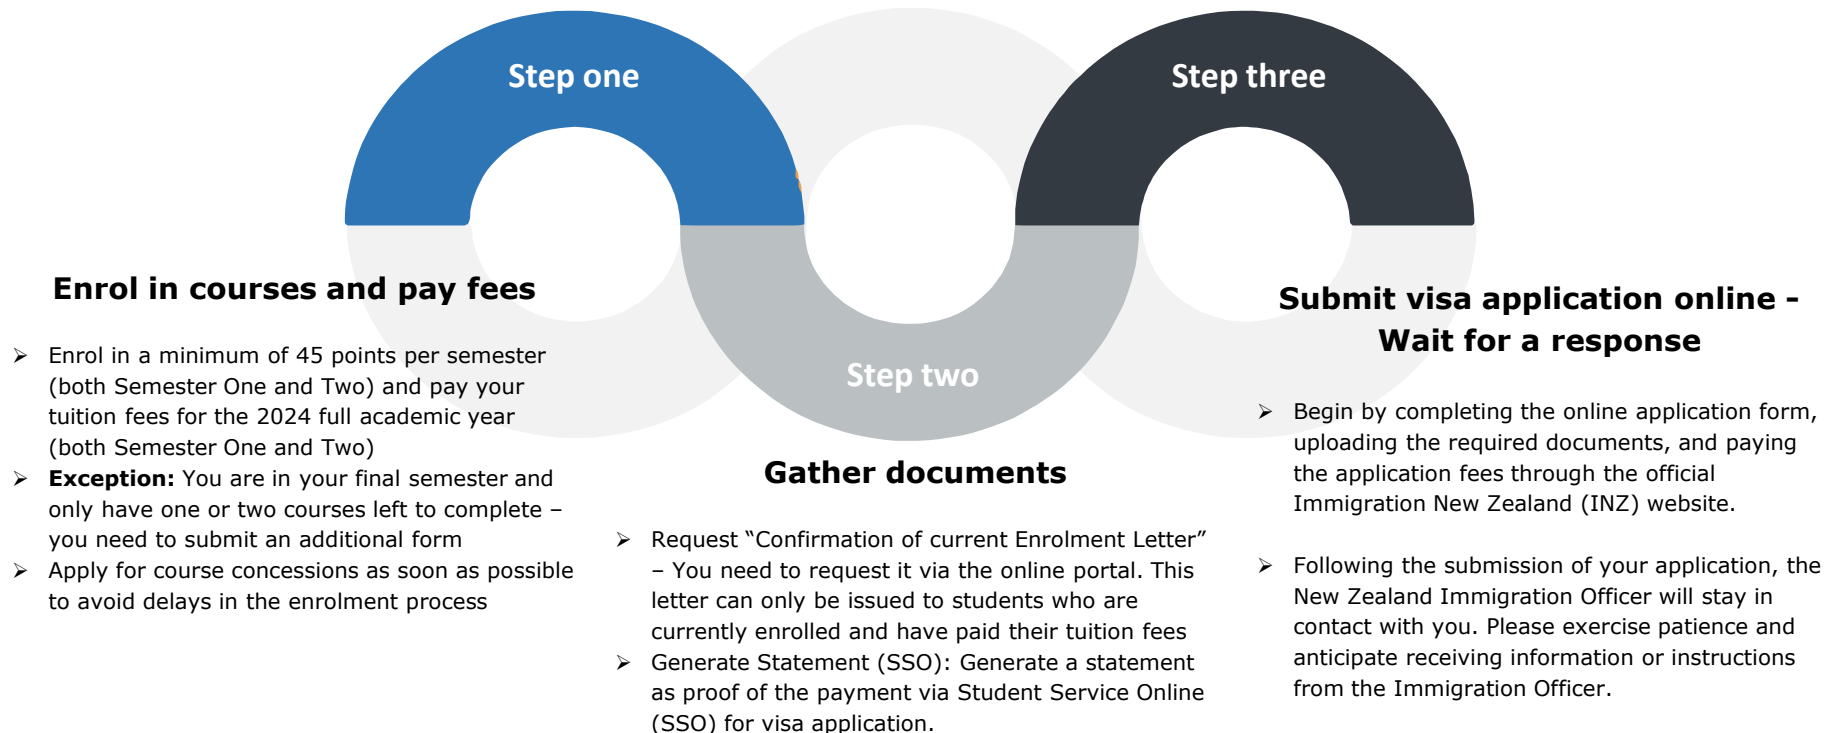 Step one
Enrol in courses and pay fees
➢ Enrol in a minimum of 45 points per semester
(both Semester One and Two) and pay your
tuition fees for the 2024 full academic year
(both Semester One and Two)
➢ Exception: You are in your final semester and
only have one or two courses left to complete –
you need to submit an additional form
➢ Apply for course concessions as soon as possible
to avoid delays in the enrolment process
Step two
Gather documents
➢ Request “Confirmation of current Enrolment Letter”
– You need to request it via the online portal. This
letter can only be issued to students who are
currently enrolled and have paid their tuition fees
➢ Generate Statement (SSO): Generate a statement
as proof of the payment via Student Service Online
(SSO) for visa application.
Step three
Submit visa application online -
Wait for a response
➢ Begin by completing the online application form,
uploading the required documents, and paying
the application fees through the official
Immigration New Zealand (INZ) website.
➢ Following the submission of your application, the
New Zealand Immigration Officer will stay in
contact with you. Please exercise patience and
anticipate receiving information or instructions
from the Immigration Officer.